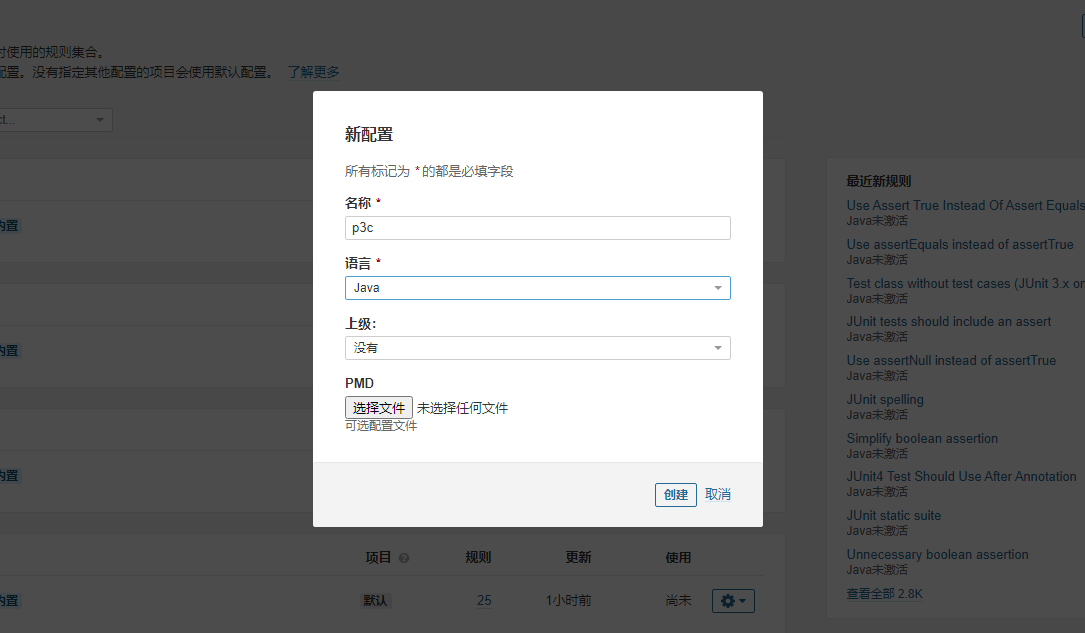 时使用的规则集合。
配置。没有指定其他配置的项目会使用默认配置。 了解更多
ct...
内置
内置
内置
内置
新配置
所有标记为 * 的都是必填字段
名称 *
p3c
语言 *
Java
上级:
没有
PMD
选择文件 未选择任何文件
可选配置文件
创建 取消
项目 规则 更新 使用
默认 25 1小时前 尚未
最近新规则
Use Assert True Instead Of Assert Equals
Java未激活
Use assertEquals instead of assertTrue
Java未激活
Test class without test cases (JUnit 3.x on
Java未激活
JUnit tests should include an assert
Java未激活
Use assertNull instead of assertTrue
Java未激活
JUnit spelling
Java未激活
Simplify boolean assertion
Java未激活
JUnit4 Test Should Use After Annotation
Java未激活
JUnit static suite
Java未激活
Unnecessary boolean assertion
Java未激活
查看全部 2.8K